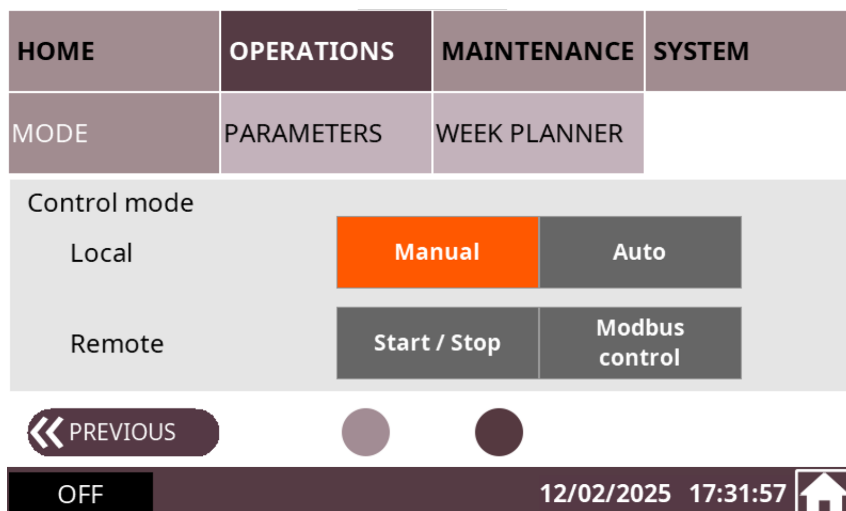 HOME OPERATIONS MAINTENANCE SYSTEM
MODE PARAMETERS WEEK PLANNER
Control mode
Local Manual Auto
Remote Start / Stop Modbus
control
PREVIOUS
OFF 12/02/2025 17:31:57